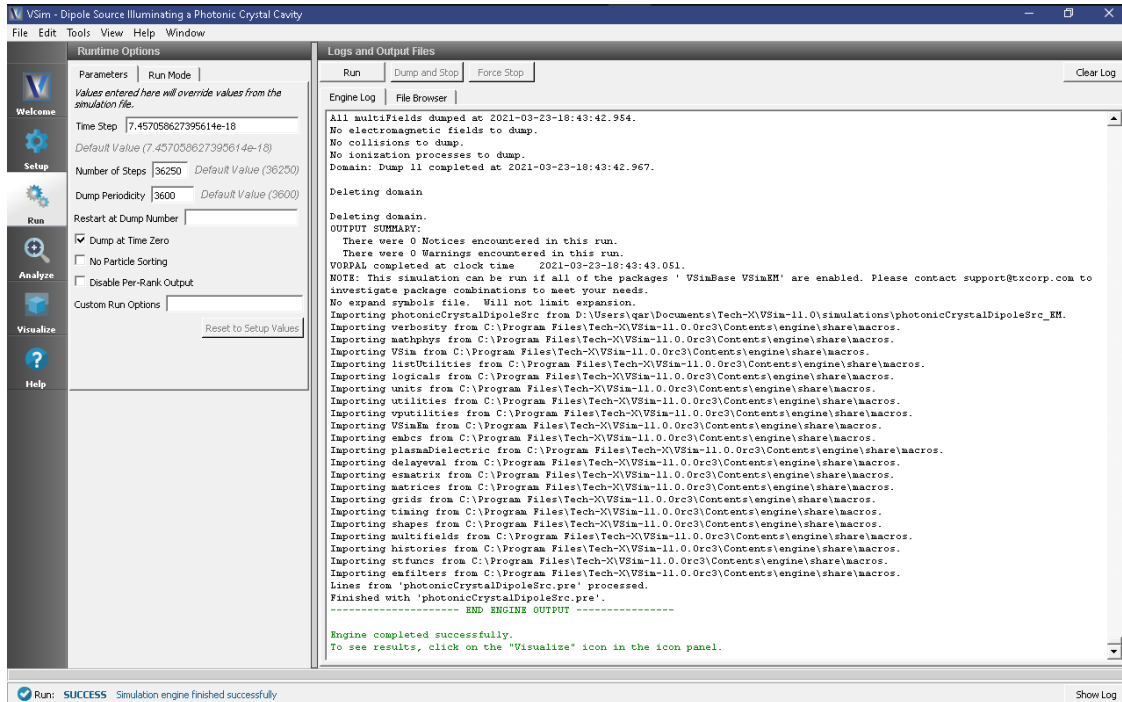 VSim - Dipole Source Illuminating a Photonic Crystal Cavity
File Edit Tools View Help Window
Welcome
Setup
Run
Analyze
Visualize
Help
Runtime Options
Parameters Run Mode
Values entered here will override values from the
simulation file.
Time Step 7.457058627395614e-18
Default Value (7.457058627395614e-18)
Number of Steps 36250 Default Value (36250)
Dump Periodicity 3600 Default Value (3600)
Restart at Dump Number
Dump at Time Zero
No Particle Sorting
Disable Per-Rank Output
Custom Run Options
Reset to Setup Values
Logs and Output Files
Run Dump and Stop Force Stop Clear Log
Engine Log File Browser
All multiFields dumped at 2021-03-23-18:43:42.954.
No electromagnetic fields to dump.
No collisions to dump.
No ionization processes to dump.
Domain: Dump 11 completed at 2021-03-23-18:43:42.967.
Deleting domain
Deleting domain.
OUTPUT SUMMARY:
There were 0 Notices encountered in this run.
There were 0 Warnings encountered in this run.
VORPAL completed at clock time 2021-03-23-18:43:43.051.
NOTE: This simulation can be run if all of the packages ' VSimBase VSimEM' are enabled. Please contact support@txcorp.com to
investigate package combinations to meet your needs.
No expand symbols file. Will not limit expansion.
Importing photonicCrystalDipoleSrc from D:\Users\qar\Documents\Tech-X\VSim-11.0\simulations\photonicCrystalDipoleSrc_EM.
Importing verbosity from C:\Program Files\Tech-X\VSim-11.0.0rc3\Contents\engine\share\macros.
Importing mathphys from C:\Program Files\Tech-X\VSim-11.0.0rc3\Contents\engine\share\macros.
Importing VSim from C:\Program Files\Tech-X\VSim-11.0.0rc3\Contents\engine\share\macros.
Importing listUtilities from C:\Program Files\Tech-X\VSim-11.0.0rc3\Contents\engine\share\macros.
Importing logicals from C:\Program Files\Tech-X\VSim-11.0.0rc3\Contents\engine\share\macros.
Importing units from C:\Program Files\Tech-X\VSim-11.0.0rc3\Contents\engine\share\macros.
Importing utilities from C:\Program Files\Tech-X\VSim-11.0.0rc3\Contents\engine\share\macros.
Importing vputilities from C:\Program Files\Tech-X\VSim-11.0.0rc3\Contents\engine\share\macros.
Importing VSimEm from C:\Program Files\Tech-X\VSim-11.0.0rc3\Contents\engine\share\macros.
Importing embcs from C:\Program Files\Tech-X\VSim-11.0.0rc3\Contents\engine\share\macros.
Importing plasmaDielectric from C:\Program Files\Tech-X\VSim-11.0.0rc3\Contents\engine\share\macros.
Importing delayeval from C:\Program Files\Tech-X\VSim-11.0.0rc3\Contents\engine\share\macros.
Importing esmatrix from C:\Program Files\Tech-X\VSim-11.0.0rc3\Contents\engine\share\macros.
Importing matrices from C:\Program Files\Tech-X\VSim-11.0.0rc3\Contents\engine\share\macros.
Importing grids from C:\Program Files\Tech-X\VSim-11.0.0rc3\Contents\engine\share\macros.
Importing timing from C:\Program Files\Tech-X\VSim-11.0.0rc3\Contents\engine\share\macros.
Importing shapes from C:\Program Files\Tech-X\VSim-11.0.0rc3\Contents\engine\share\macros.
Importing multifields from C:\Program Files\Tech-X\VSim-11.0.0rc3\Contents\engine\share\macros.
Importing histories from C:\Program Files\Tech-X\VSim-11.0.0rc3\Contents\engine\share\macros.
Importing stfuncs from C:\Program Files\Tech-X\VSim-11.0.0rc3\Contents\engine\share\macros.
Importing emfilters from C:\Program Files\Tech-X\VSim-11.0.0rc3\Contents\engine\share\macros.
Lines from 'photonicCrystalDipoleSrc.pre' processed.
Finished with 'photonicCrystalDipoleSrc.pre'.
-------------------- END ENGINE OUTPUT ---------------
Engine completed successfully.
To see results, click on the "Visualize" icon in the icon panel.
Run: SUCCESS Simulation engine finished successfully Show Log